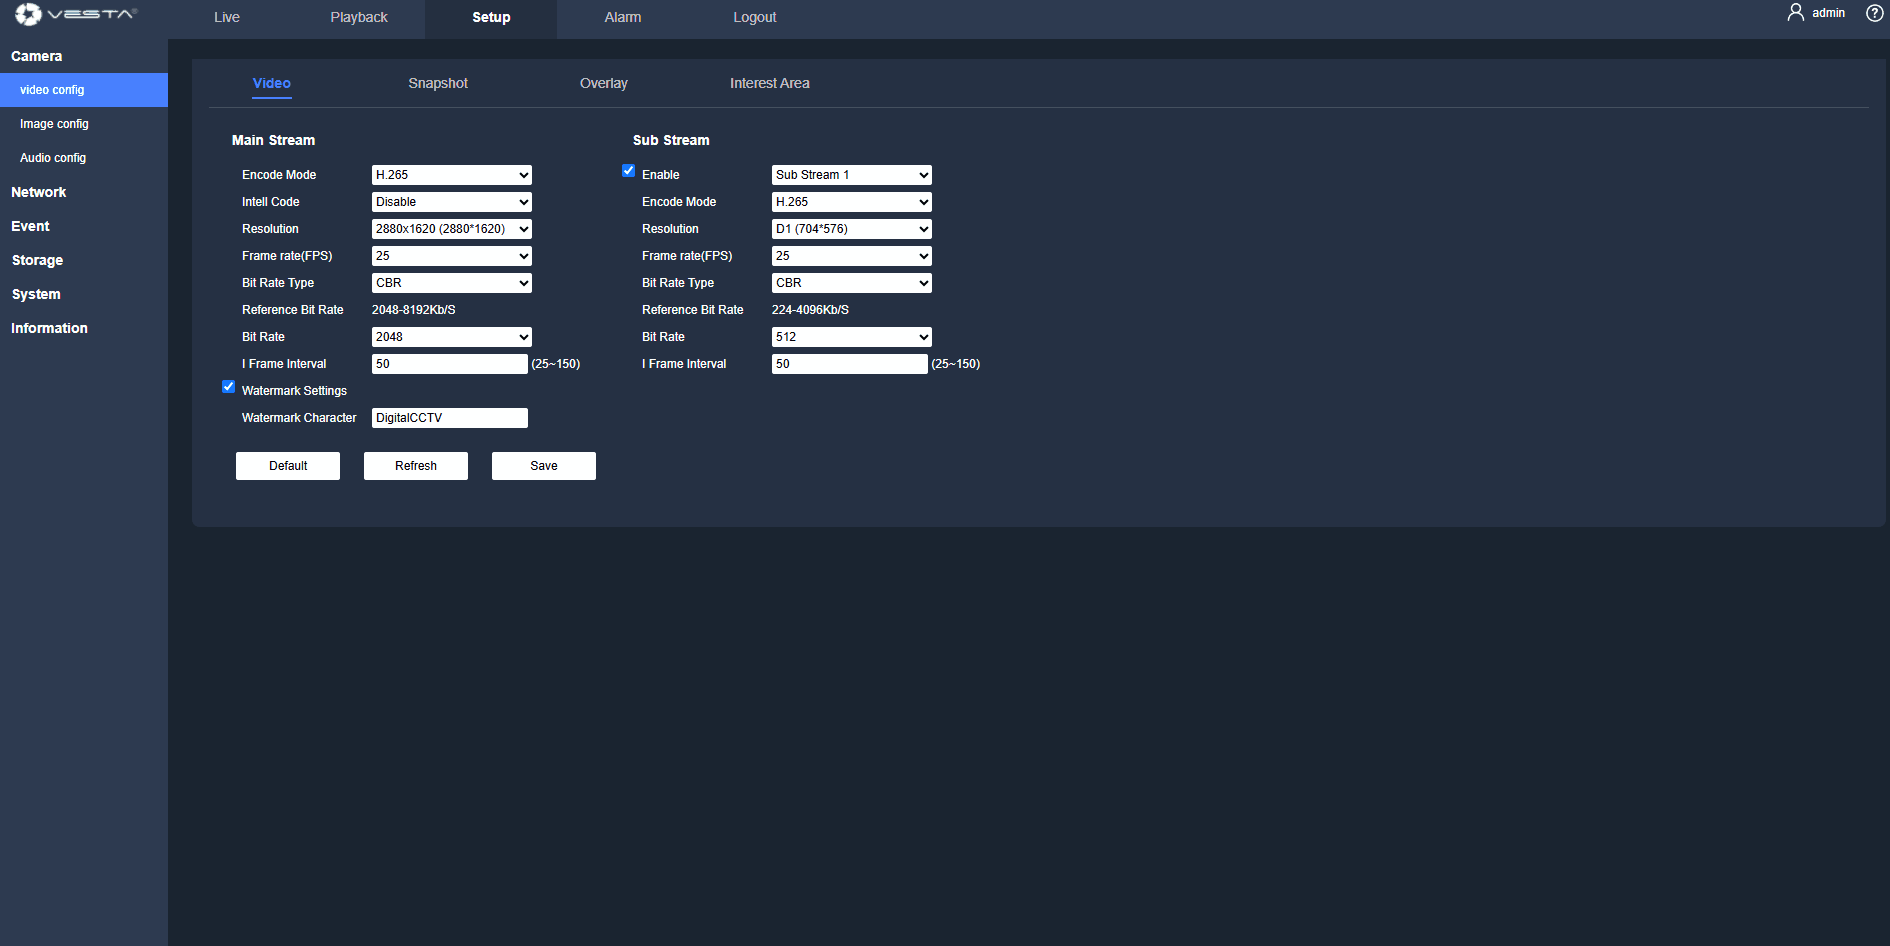 VESTA®
Live Playback Setup Alarm Logout
admin
Camera
video config
Image config
Audio config
Network
Event
Storage
System
Information
Video Snapshot Overlay Interest Area
Main Stream
Encode Mode H.265
Intell Code Disable
Resolution 2880x1620 (2880*1620)
Frame rate(FPS) 25
Bit Rate Type CBR
Reference Bit Rate 2048-8192Kb/S
Bit Rate 2048
I Frame Interval 50 (25~150)
Watermark Settings
Watermark Character DigitalCCTV
Default Refresh Save
Sub Stream
Enable Sub Stream 1
Encode Mode H.265
Resolution D1 (704*576)
Frame rate(FPS) 25
Bit Rate Type CBR
Reference Bit Rate 224-4096Kb/S
Bit Rate 512
I Frame Interval 50 (25~150)